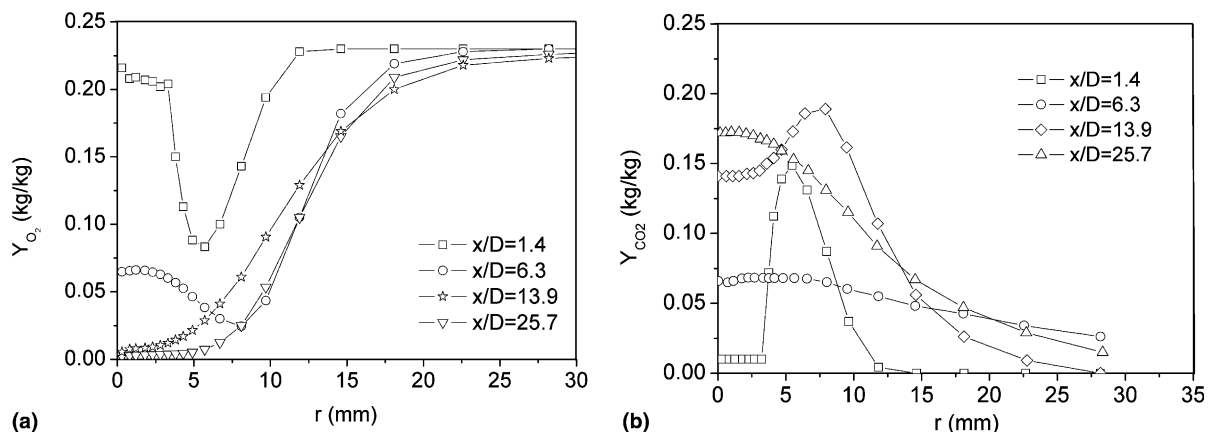 0.25
0.20
0.15
0.10
0.05
0.00
Y_O2 (kg/kg)
x/D=1.4
x/D=6.3
x/D=13.9
x/D=25.7
0 5 10 15 20 25 30
r (mm)
(a)
0.25
0.20
0.15
0.10
0.05
0.00
Y_CO2 (kg/kg)
x/D=1.4
x/D=6.3
x/D=13.9
x/D=25.7
0 5 10 15 20 25 30 35
r (mm)
(b)